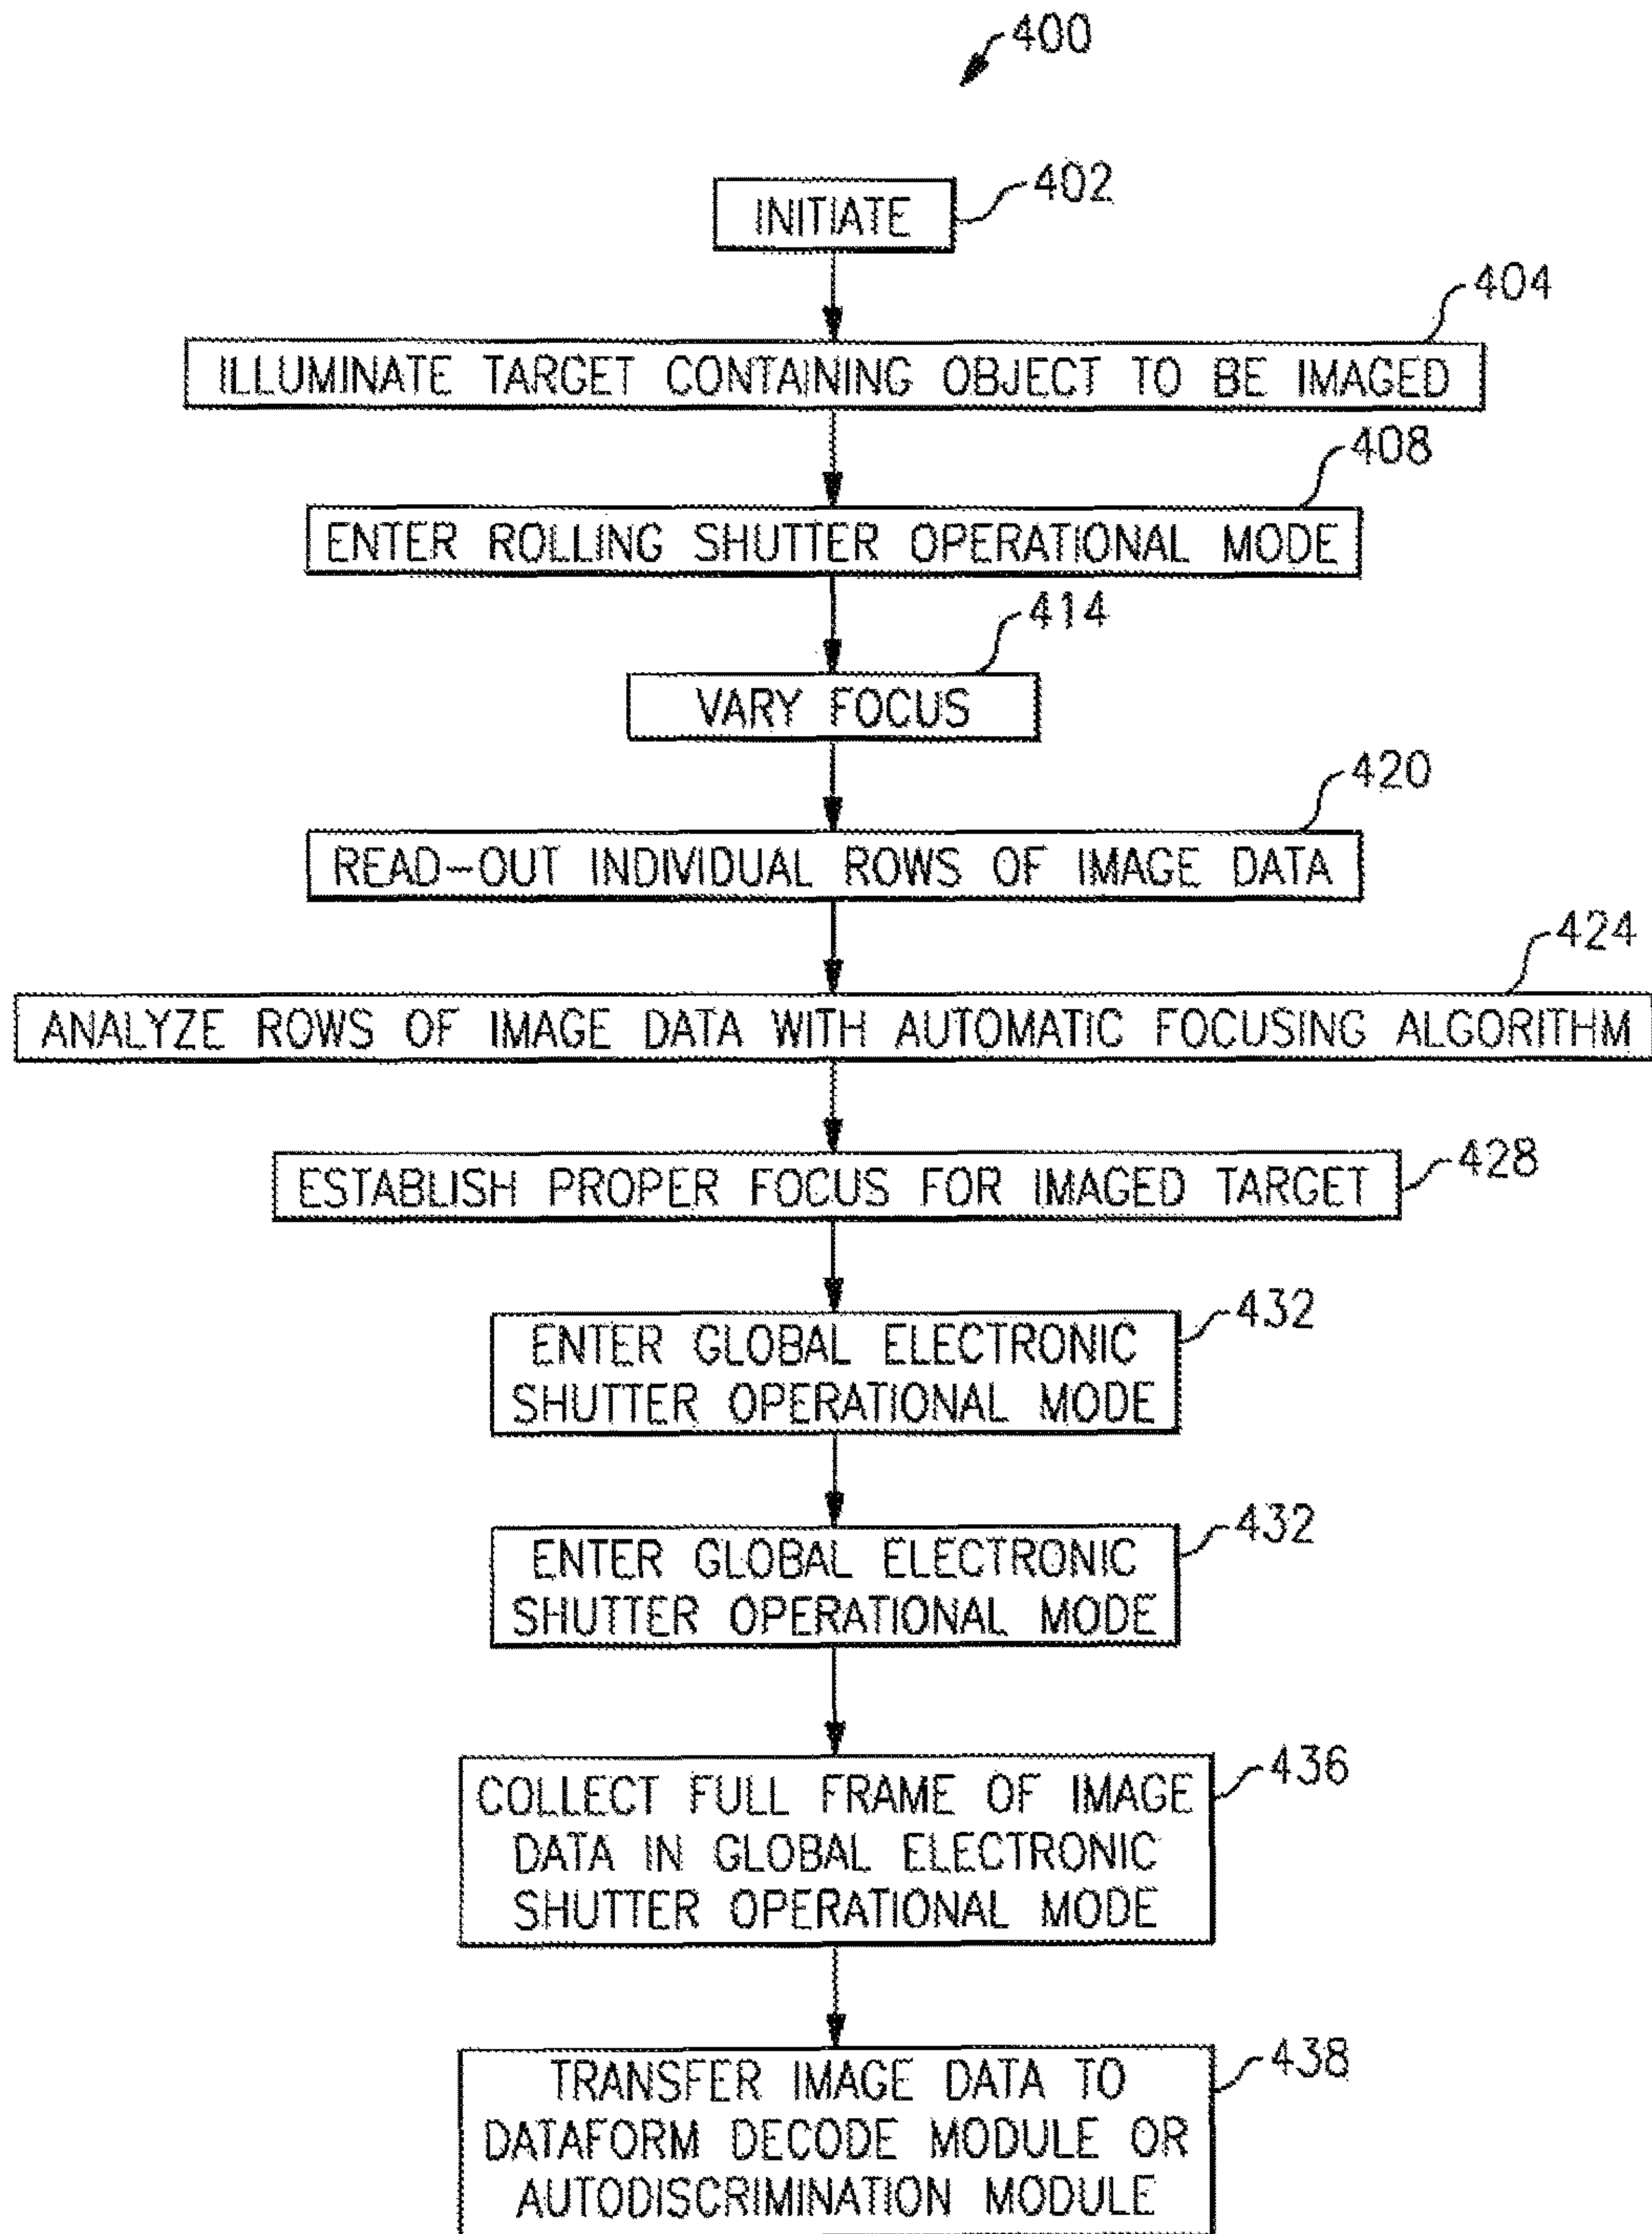 400
INITIATE
402
404
ILLUMINATE TARGET CONTAINING OBJECT TO BE IMAGED
408
ENTER ROLLING SHUTTER OPERATIONAL MODE
414
VARY FOCUS
420
READ-OUT INDIVIDUAL ROWS OF IMAGE DATA
424
ANALYZE ROWS OF IMAGE DATA WITH AUTOMATIC FOCUSING ALGORITHM
ESTABLISH PROPER FOCUS FOR IMAGED TARGET
428
432
ENTER GLOBAL ELECTRONIC
SHUTTER OPERATIONAL MODE
432
ENTER GLOBAL ELECTRONIC
SHUTTER OPERATIONAL MODE
436
COLLECT FULL FRAME OF IMAGE
DATA IN GLOBAL ELECTRONIC
SHUTTER OPERATIONAL MODE
438
TRANSFER IMAGE DATA TO
DATAFORM DECODE MODULE OR
AUTODISCRIMINATION MODULE